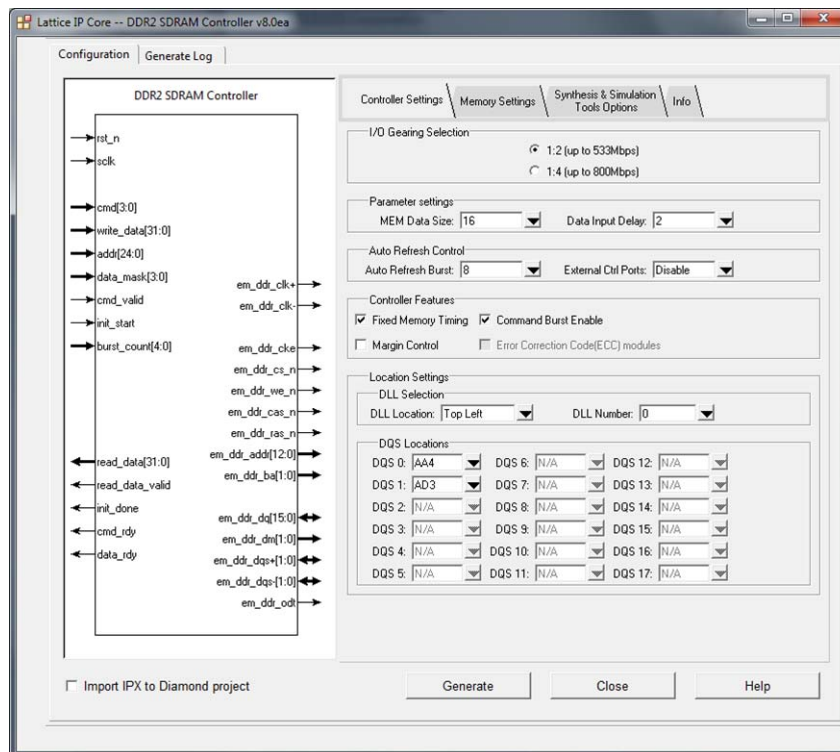 Lattice IP Core -- DDR2 SDRAM Controller v8.0ea
Configuration Generate Log
DDR2 SDRAM Controller
rst_n
sclk
cmd[3:0]
write_data[31:0]
addr[24:0]
data_mask[3:0]
cmd_valid
init_start
burst_count[4:0]
read_data[31:0]
read_data_valid
init_done
cmd_rdy
data_rdy
em_ddr_clk+
em_ddr_clk-
em_ddr_cke
em_ddr_cs_n
em_ddr_we_n
em_ddr_cas_n
em_ddr_ras_n
em_ddr_addr[12:0]
em_ddr_ba[1:0]
em_ddr_dq[15:0]
em_ddr_dm[1:0]
em_ddr_dqs+[1:0]
em_ddr_dqs-[1:0]
em_ddr_odt
Controller Settings Memory Settings Synthesis & Simulation
Tools Options Info
I/O Gearing Selection
1:2 (up to 533Mbps)
1:4 (up to 800Mbps)
Parameter settings
MEM Data Size: 16 Data Input Delay: 2
Auto Refresh Control
Auto Refresh Burst: 8 External Ctrl Ports: Disable
Controller Features
Fixed Memory Timing Command Burst Enable
Margin Control Error Correction Code(ECC) modules
Location Settings
DLL Selection
DLL Location: Top Left DLL Number: 0
DQS Locations
DQS 0: AA4 DQS 6: N/A DQS 12: N/A
DQS 1: AD3 DQS 7: N/A DQS 13: N/A
DQS 2: N/A DQS 8: N/A DQS 14: N/A
DQS 3: N/A DQS 9: N/A DQS 15: N/A
DQS 4: N/A DQS 10: N/A DQS 16: N/A
DQS 5: N/A DQS 11: N/A DQS 17: N/A
Import IPX to Diamond project Generate Close Help